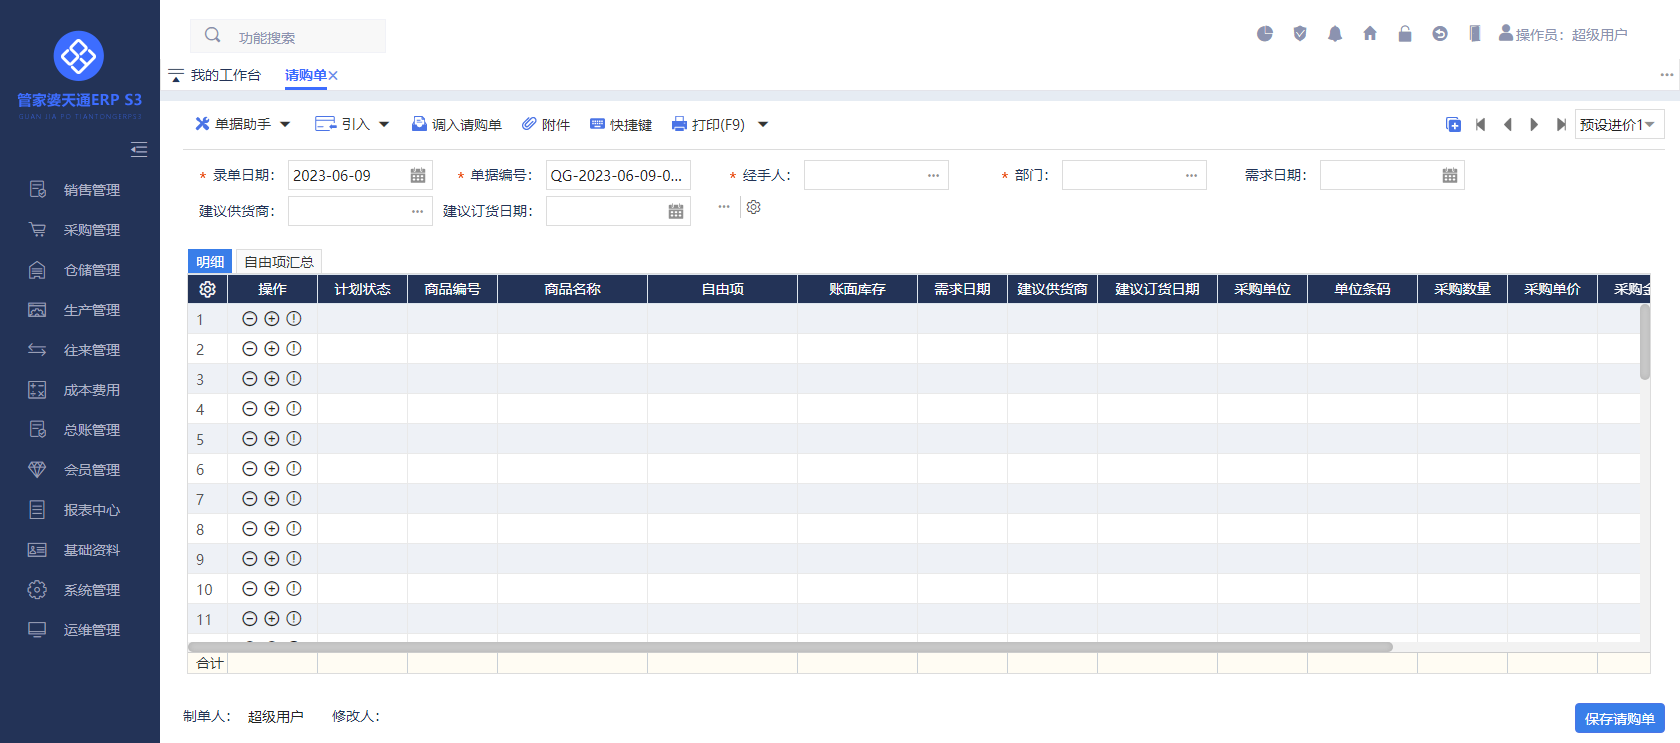 功能搜索
操作员：超级用户
管家婆天通ERP S3
GUAN JIA PO TIANTONGERPS3
我的工作台 请购单
单据助手 引入 调入请购单 附件 快捷键 打印(F9) 预设进价1
* 录单日期： 2023-06-09 * 单据编号： QG-2023-06-09-0... * 经手人： ... * 部门： ... 需求日期：
建议供货商： ... 建议订货日期： ...
销售管理
采购管理
仓储管理
生产管理
往来管理
成本费用
总账管理
会员管理
报表中心
基础资料
系统管理
运维管理
明细 自由项汇总
操作 计划状态 商品编号 商品名称 自由项 账面库存 需求日期 建议供货商 建议订货日期 采购单位 单位条码 采购数量 采购单价 采购金
1
2
3
4
5
6
7
8
9
10
11
合计
制单人： 超级用户 修改人：
保存请购单